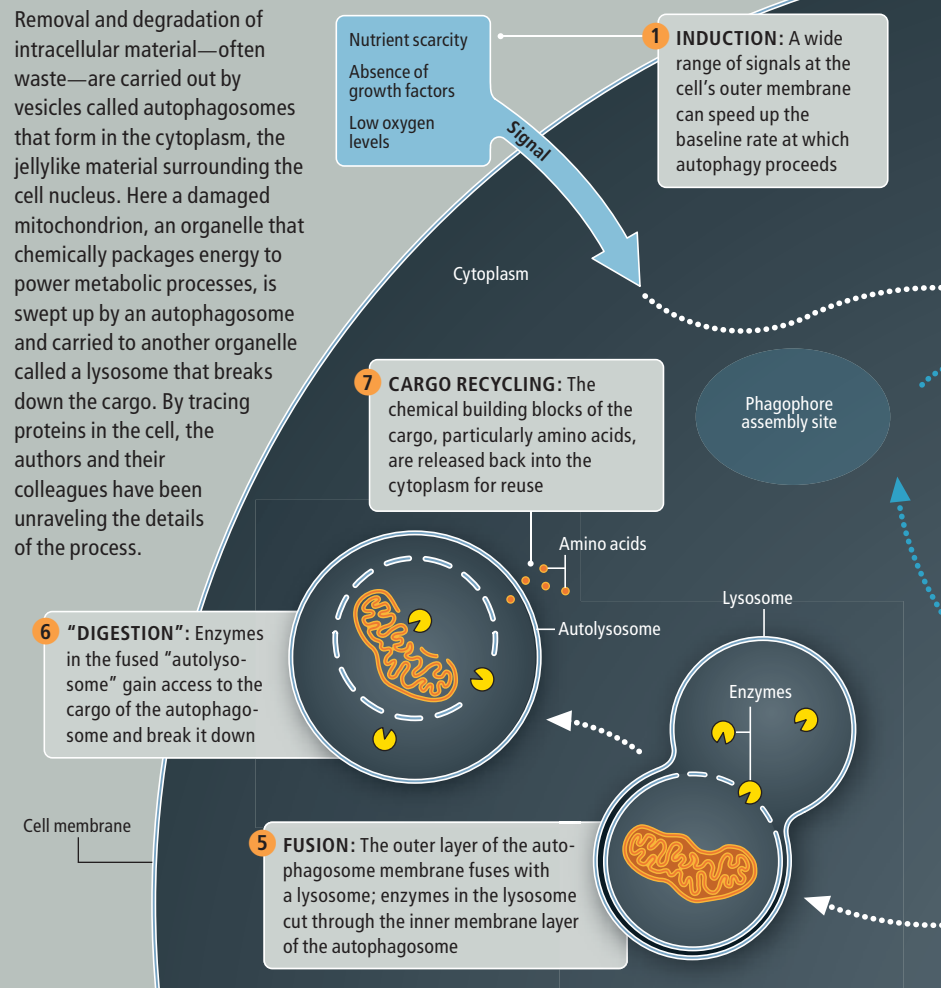 Removal and degradation of
intracellular material—often
waste—are carried out by
vesicles called autophagosomes
that form in the cytoplasm, the
jellylike material surrounding the
cell nucleus. Here a damaged
mitochondrion, an organelle that
chemically packages energy to
power metabolic processes, is
swept up by an autophagosome
and carried to another organelle
called a lysosome that breaks
down the cargo. By tracing
proteins in the cell, the
authors and their
colleagues have been
unraveling the details
of the process.
Nutrient scarcity
Absence of
growth factors
Low oxygen
levels
Signal
1 INDUCTION: A wide
range of signals at the
cell's outer membrane
can speed up the
baseline rate at which
autophagy proceeds
Cytoplasm
Phagophore
assembly site
7 CARGO RECYCLING: The
chemical building blocks of the
cargo, particularly amino acids,
are released back into the
cytoplasm for reuse
Amino acids
Autolysosome
6 "DIGESTION": Enzymes
in the fused "autolyso-
some" gain access to the
cargo of the autophago-
some and break it down
Lysosome
Enzymes
Cell membrane
5 FUSION: The outer layer of the auto-
phagosome membrane fuses with
a lysosome; enzymes in the lysosome
cut through the inner membrane layer
of the autophagosome